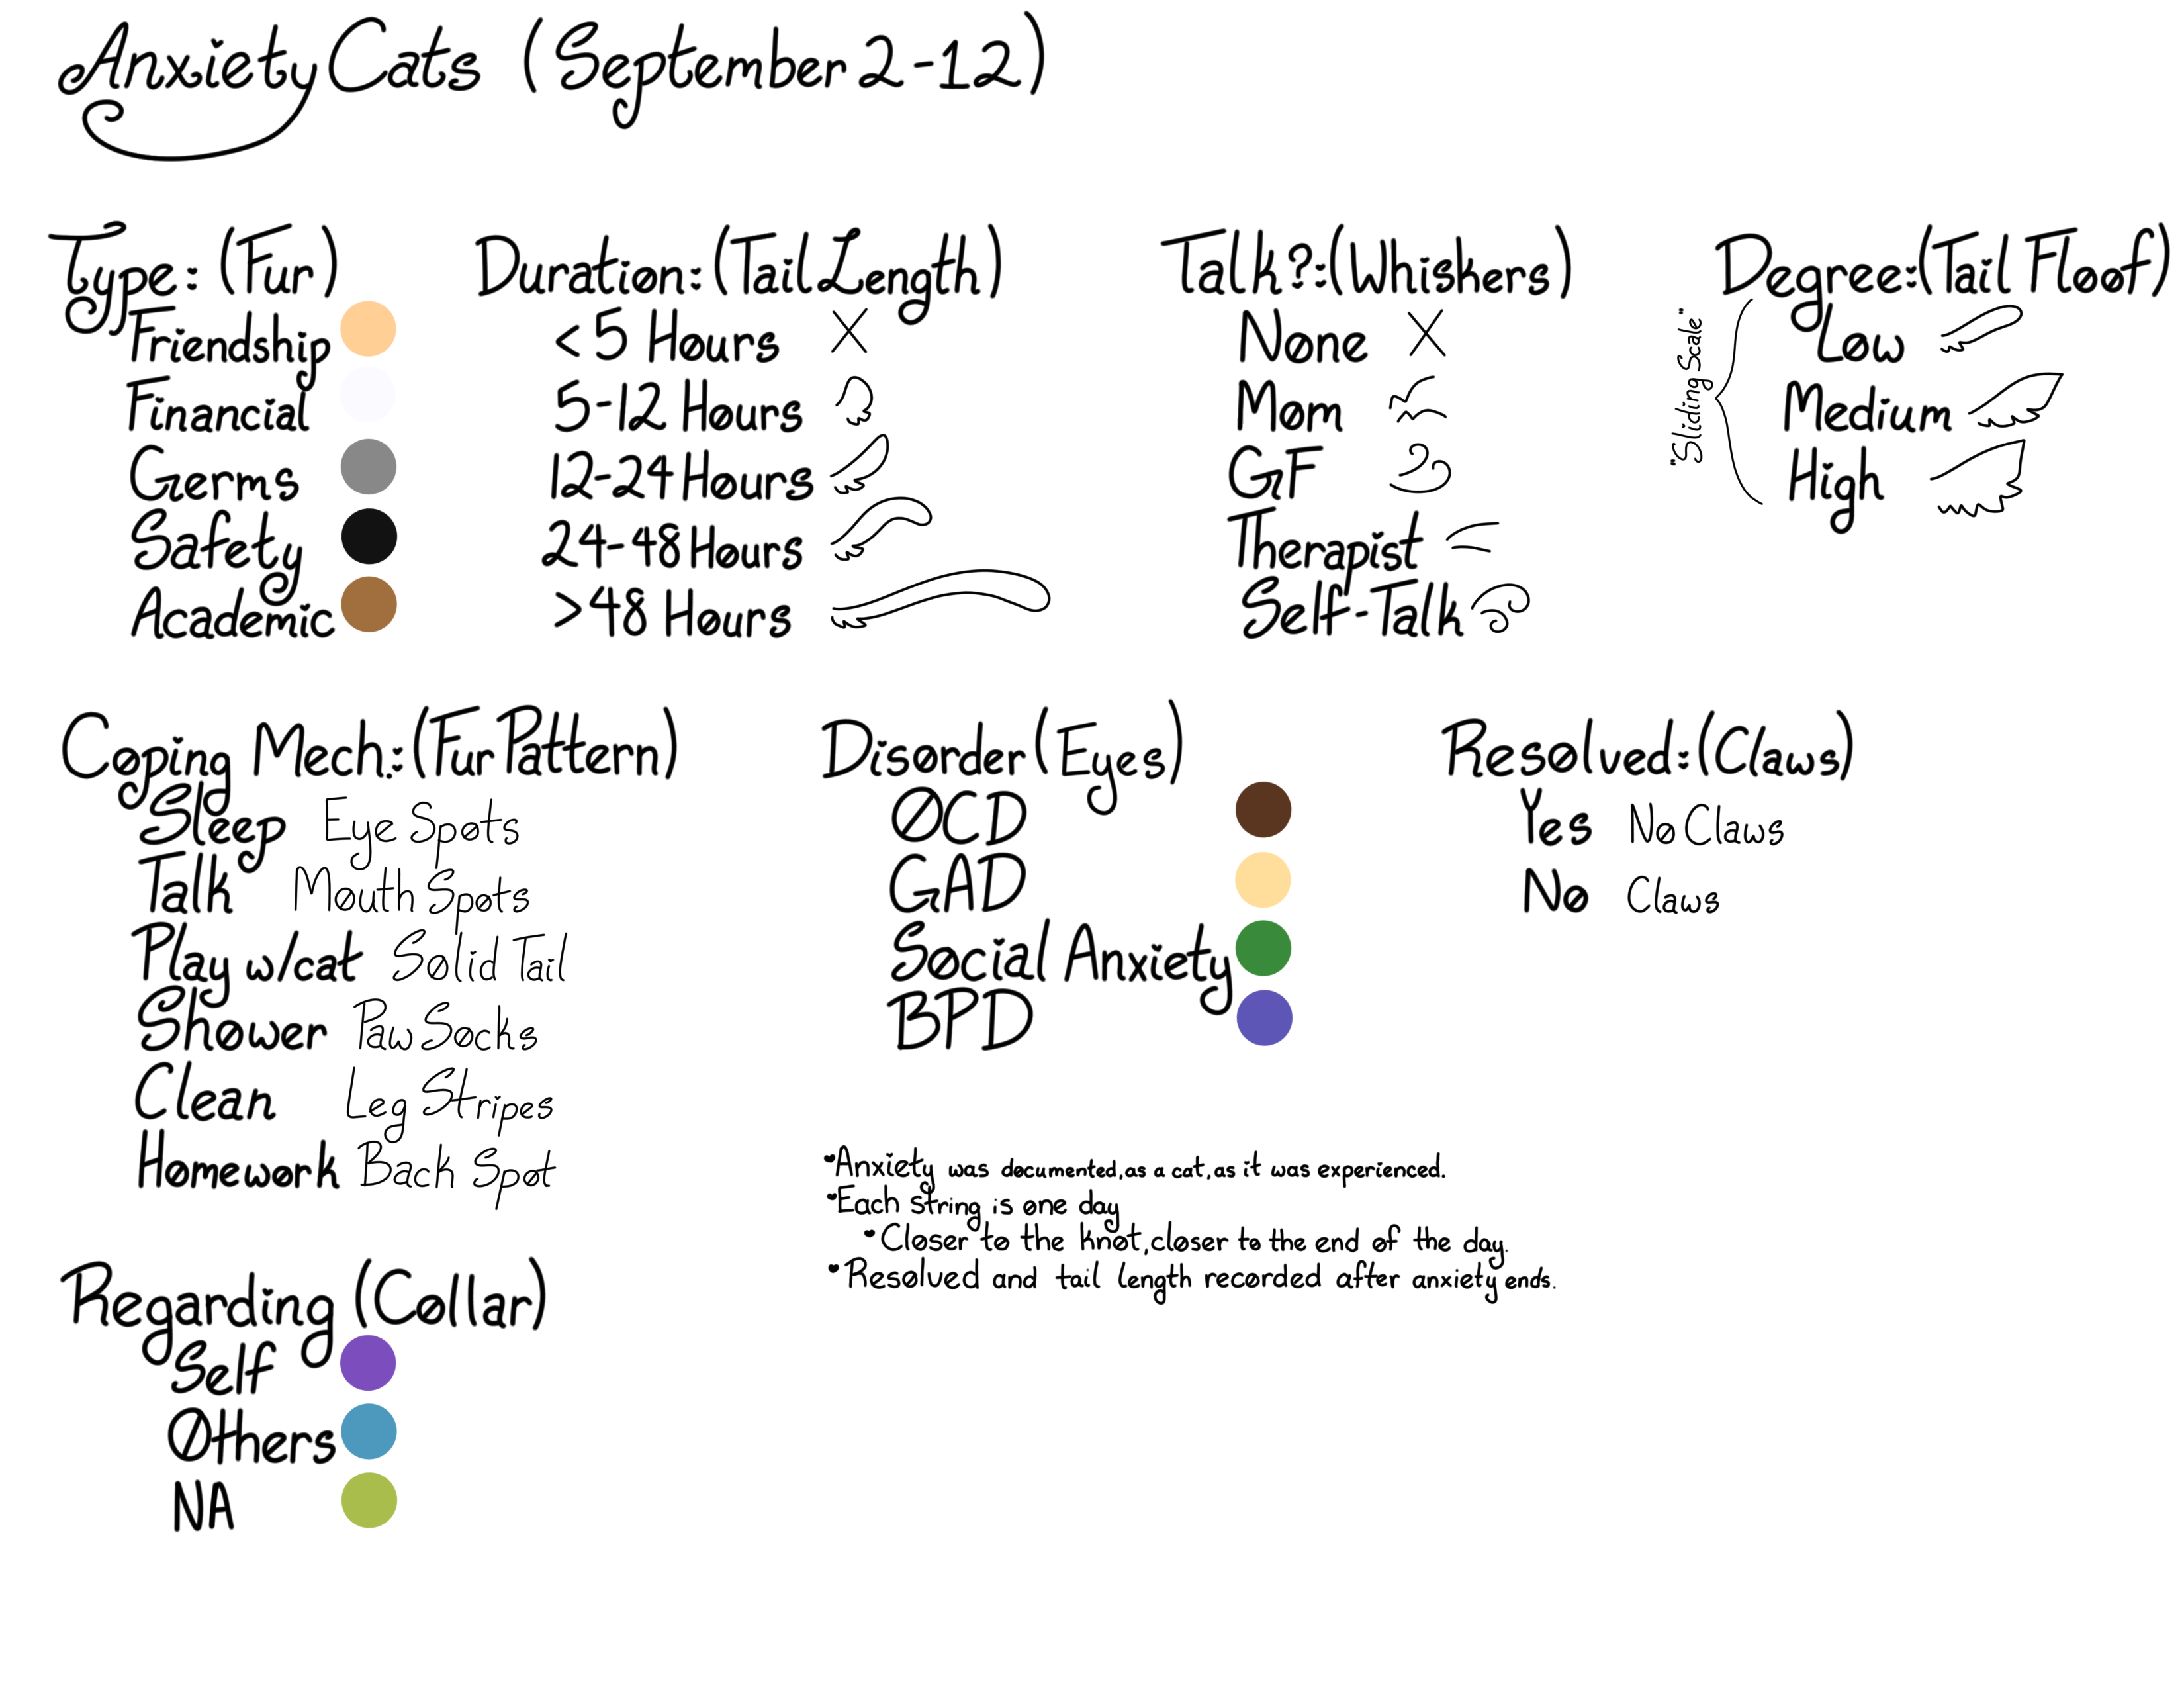 Anxiety Cats (September 2-12)
Type: (Fur)
Friendship
Financial
Germs
Safety
Academic
Duration: (Tail Length)
< 5 Hours
5-12 Hours
12-24 Hours
24-48 Hours
>48 Hours
Talk?: (Whiskers)
None
Mom
GF
Therapist
Self-Talk
Degree: (Tail Floof)
"Sliding Scale"
Low
Medium
High
Coping Mech.: (Fur Pattern)
Sleep Eye Spots
Talk Mouth Spots
Play w/cat Solid Tail
Shower Paw Socks
Clean Leg Stripes
Homework Back Spot
Disorder (Eyes)
OCD
GAD
Social Anxiety
BPD
Resolved: (Claws)
Yes No Claws
No Claws
Regarding (Collar)
Self
Others
NA
♥Anxiety was documented, as a cat, as it was experienced.
♥Each string is one day
♥Closer to the knot, closer to the end of the day.
♥Resolved and tail length recorded after anxiety ends.